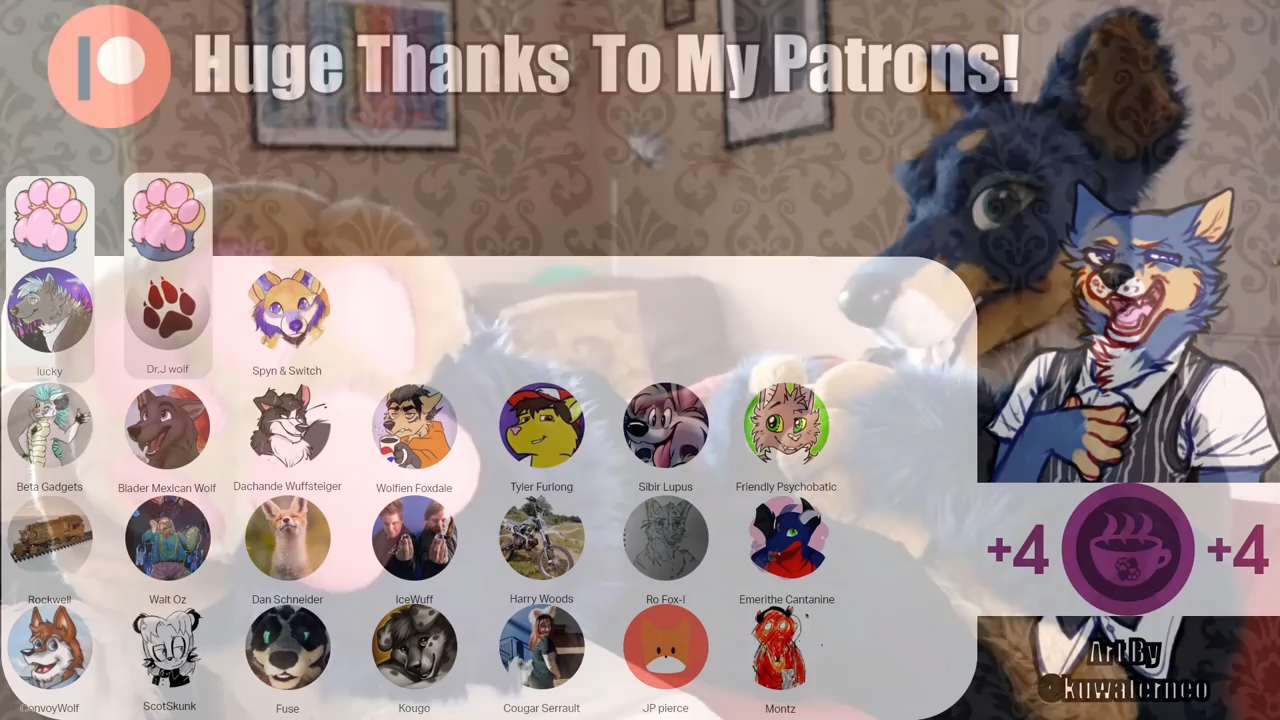 Huge Thanks To My Patrons!
lucky
Dr,J wolf
Spyn & Switch
Beta Gadgets
Blader Mexican Wolf
Dachande Wuffsteiger
Wolfien Foxdale
Tyler Furlong
Sibir Lupus
Friendly Psychobatic
+4
+4
Rockwell
Walt Oz
Dan Schneider
IceWuff
Harry Woods
Ro Fox-I
Emerithe Cantanine
Art By
@kuwaterneo
ConvoyWolf
ScotSkunk
Fuse
Kougo
Cougar Serrault
JP pierce
Montz